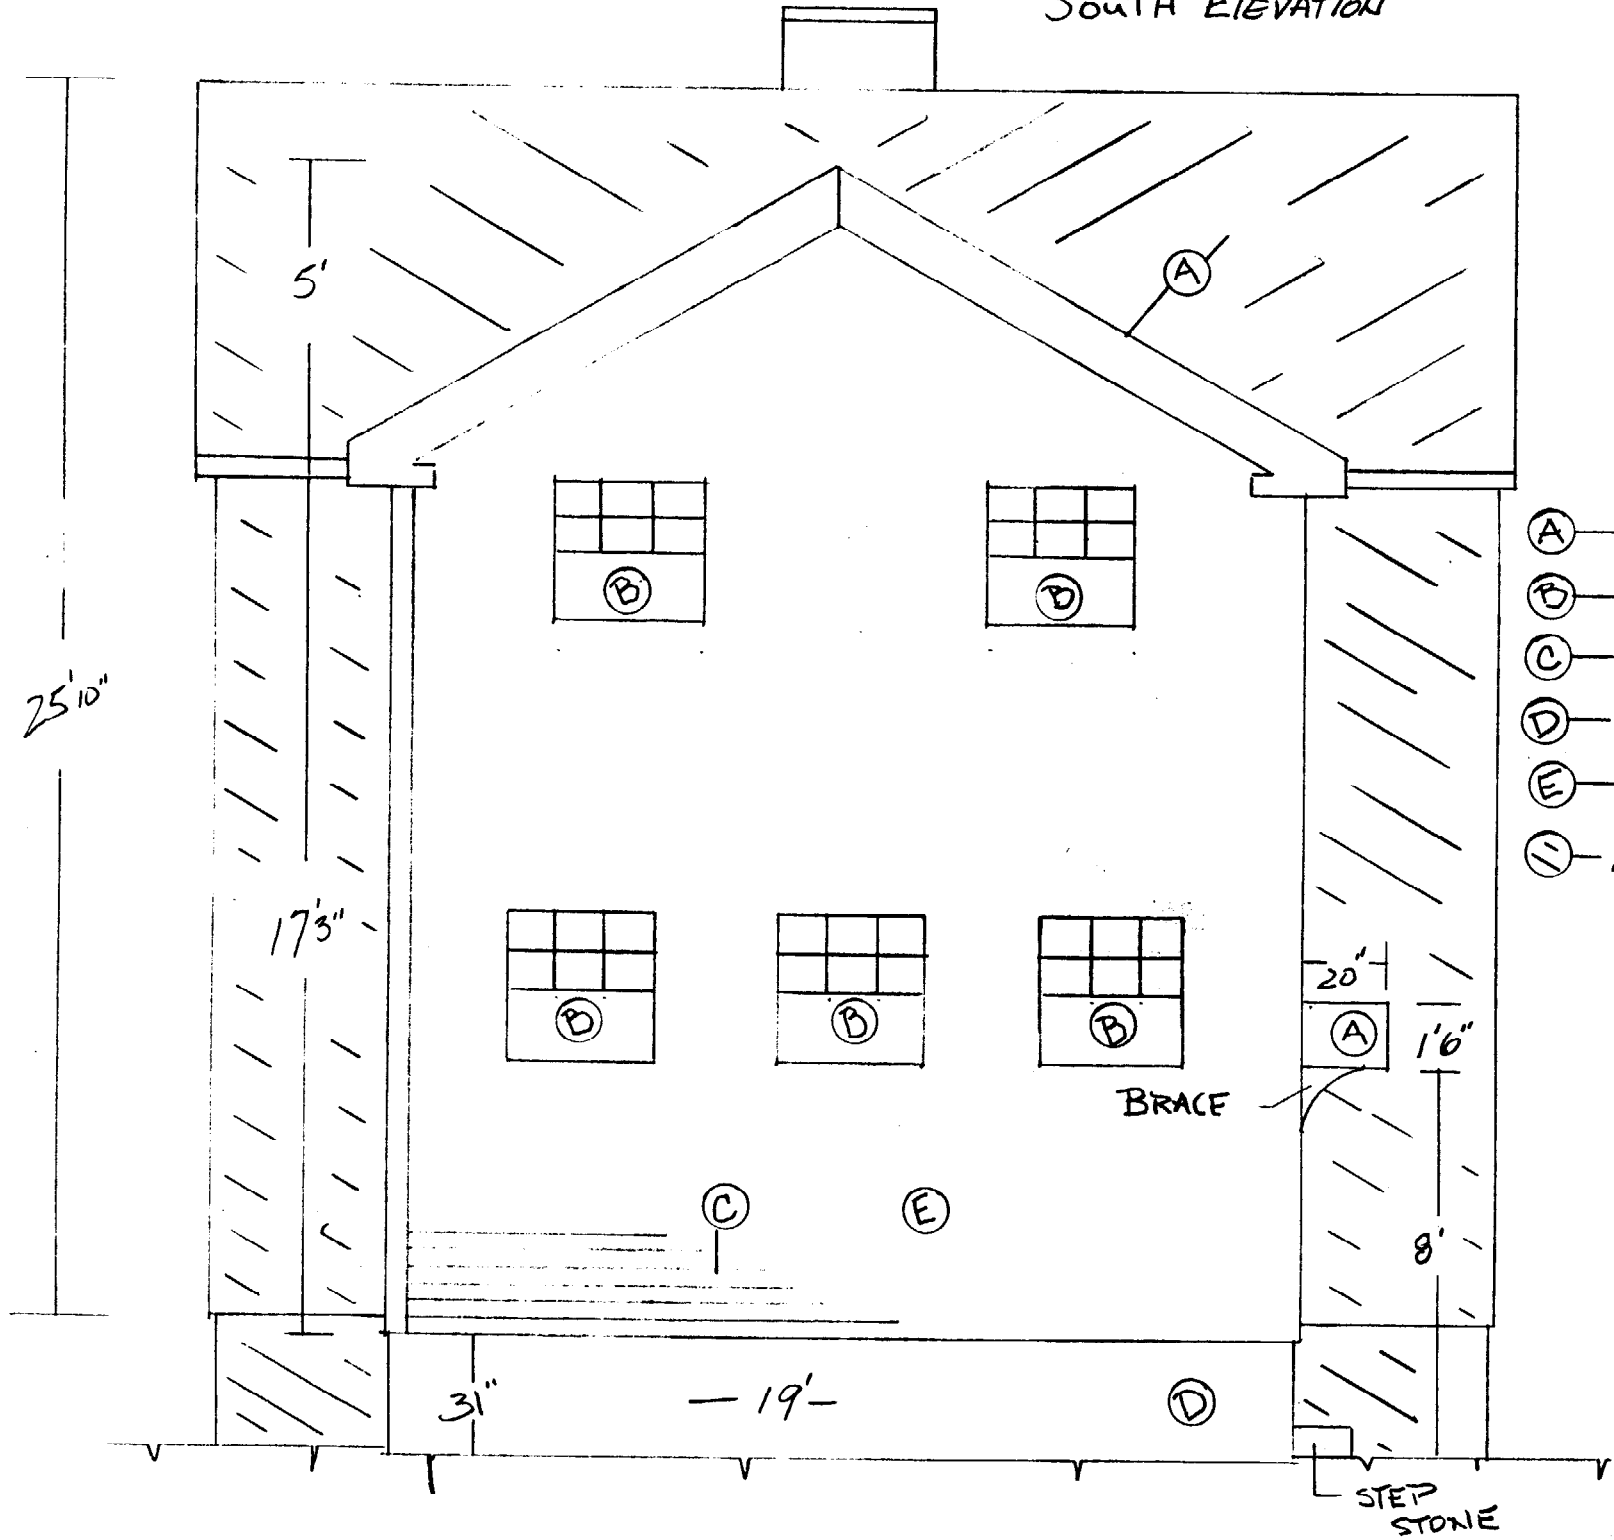 SOUTH ELEVATION
A
5'
A
B
B
B
C
D
25'10"
E
17'3"
20"
A
1'6"
B
B
B
BRACE
C
E
8'
31"
— 19' —
D
STEP
STONE